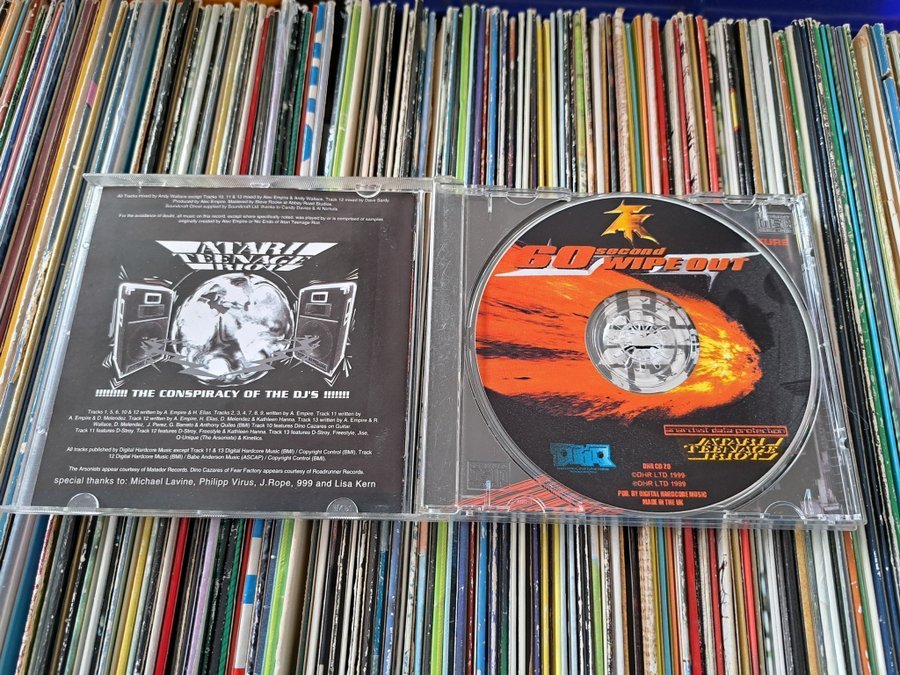 All Tracks mixed by Andy Wallace except Tracks 10, 11 & 13 mixed by Alec Empire & Andy Wallace, Track 12 mixed by Dave Sardy.
Produced by Alec Empire. Mastered by Steve Rooke at Abbey Road Studios.
For the avoidance of doubt, all music on this record, except where specifically noted, was played by or is comprised of samples
originally created by Alec Empire or Nic Endo of Atari Teenage Riot.
ATARI
TEENAGE
RIOT
!!!!!!!!! THE CONSPIRACY OF THE DJ'S !!!!!!!
Tracks 1, 5, 6, 10 & 12 written by A. Empire & H. Elias. Tracks 2, 3, 4, 7, 8, 9, written by A. Empire. Track 11 written by
A. Empire & D. Melendez. Track 12 written by A. Empire, H. Elias, D. Melendez & Kathleen Hanna. Track 13 written by A. Empire & R.
Wallace, D. Melendez, J. Perez, G. Barreto & Anthony Quiles (BMI) Track 10 features Dino Cazares on Guitar
Track 11 features D-Stroy. Track 12 features D-Stroy, Freestyle & Kathleen Hanna. Track 13 features D-Stroy, Freestyle, Jise,
Q-Unique (The Arsonists) & Kinetics.
All tracks published by Digital Hardcore Music except Track 11 & 13 Digital Hardcore Music (BMI) / Copyright Control (BMI), Track
12 Digital Hardcore Music (BMI) / Babe Anderson Music (ASCAP) / Copyright Control (BMI).
The Arsonists appear courtesy of Matador Records. Dino Cazares of Fear Factory appears courtesy of Roadrunner Records.
special thanks to: Michael Lavine, Philipp Virus, J.Rope, 999 and Lisa Kern
60 second
WIPE OUT
anarchist data protection
ATARI
TEENAGE
RIOT
DHR
DHR CD 20
©DHR LTD 1999
℗DHR LTD 1999
PUB. BY DIGITAL HARDCORE MUSIC
MADE IN THE UK